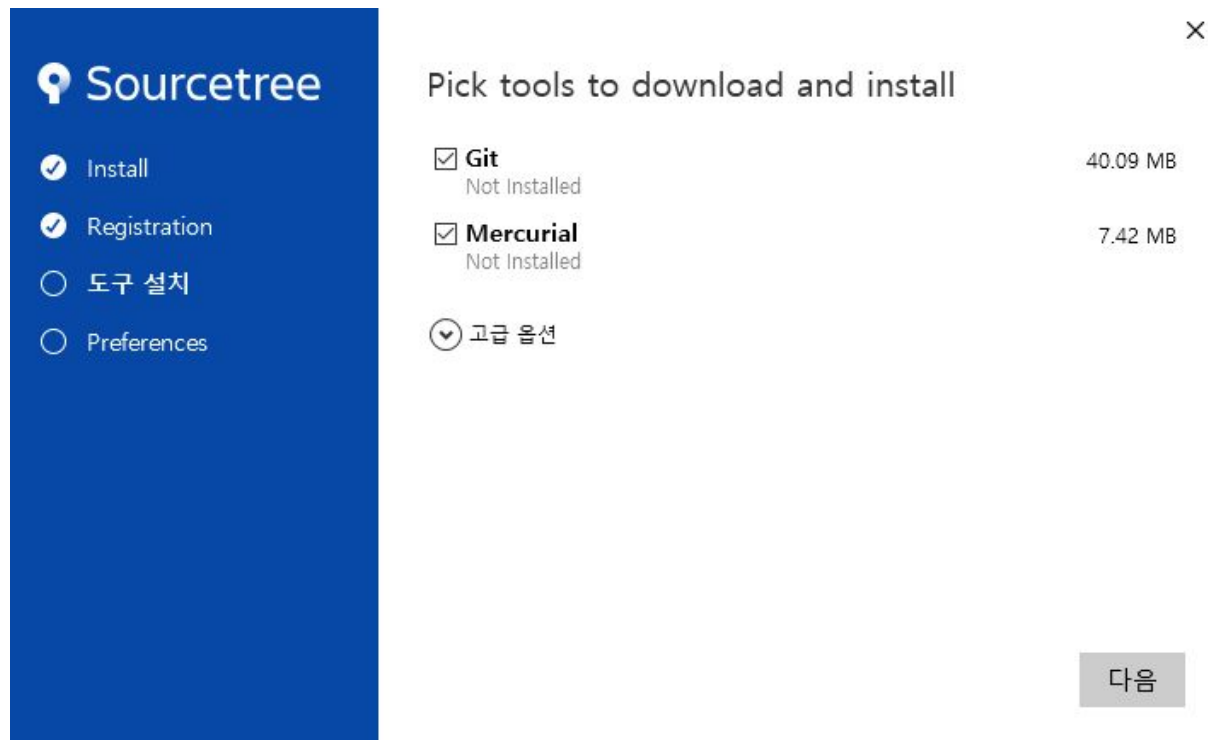 Sourcetree
Install
Registration
도구 설치
Preferences
Pick tools to download and install
Git 40.09 MB
Not Installed
Mercurial 7.42 MB
Not Installed
고급 옵션
다음